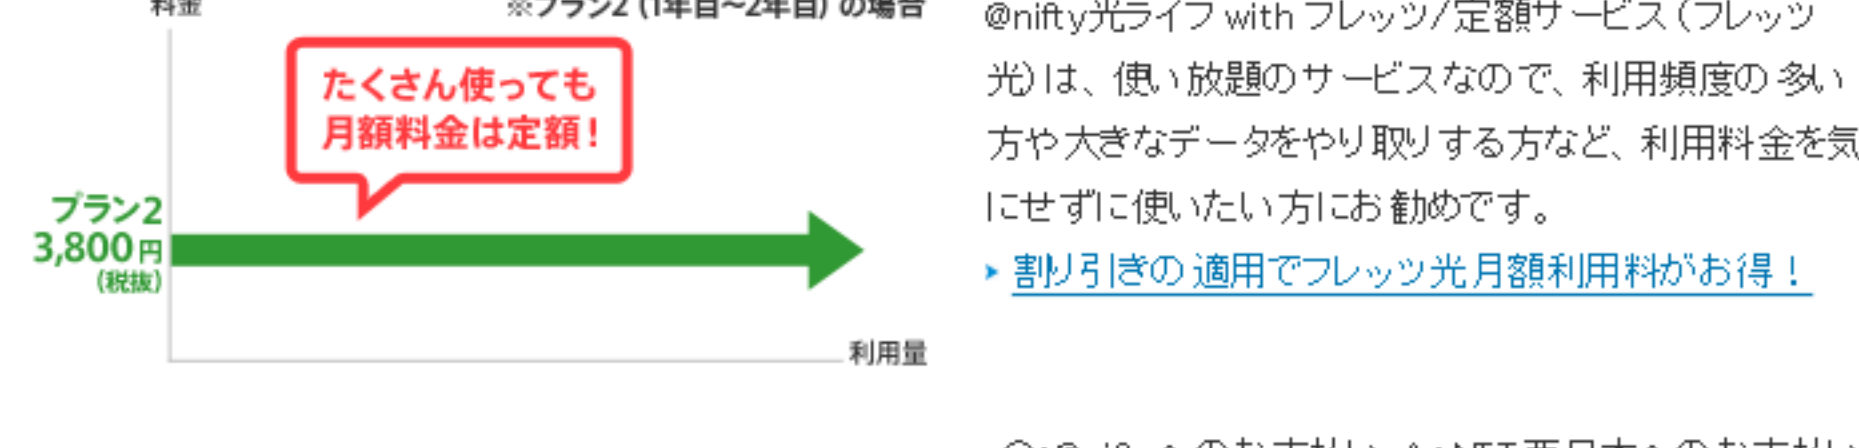 料金
※プラン2（1年目～2年目）の場合
たくさん使っても
月額料金は定額！
プラン2
3,800円
（税抜）
利用量
@nifty光ライフ with フレッツ/定額サービス（フレッツ
光）は、使い放題のサービスなので、利用頻度の多い
方や大きなデータをやり取りする方など、利用料金を気
にせずに使いたい方にお勧めです。
割り引きの適用でフレッツ光月額利用料がお得！